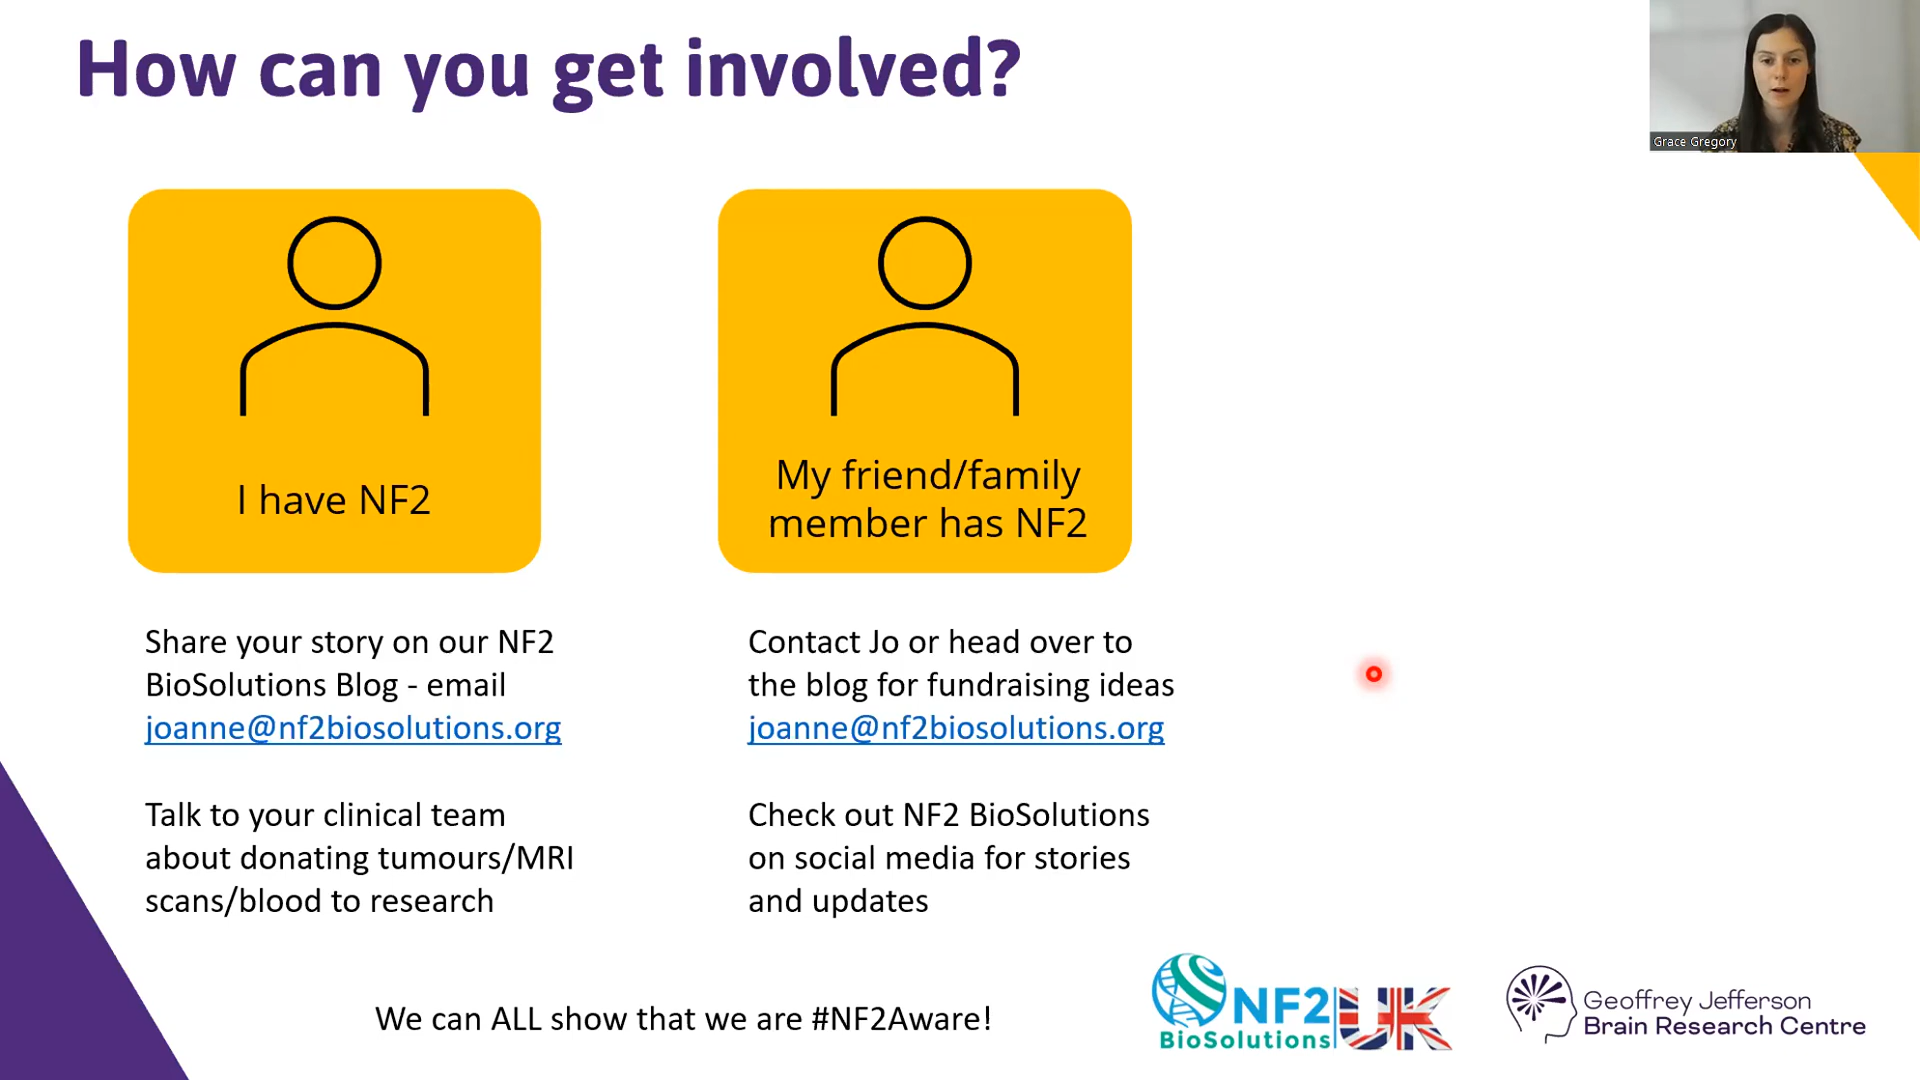 How can you get involved?
Grace Gregory
I have NF2
My friend/family
member has NF2
Share your story on our NF2
BioSolutions Blog - email
joanne@nf2biosolutions.org
Talk to your clinical team
about donating tumours/MRI
scans/blood to research
Contact Jo or head over to
the blog for fundraising ideas
joanne@nf2biosolutions.org
Check out NF2 BioSolutions
on social media for stories
and updates
We can ALL show that we are #NF2Aware!
NF2 UK
BioSolutions
Geoffrey Jefferson
Brain Research Centre